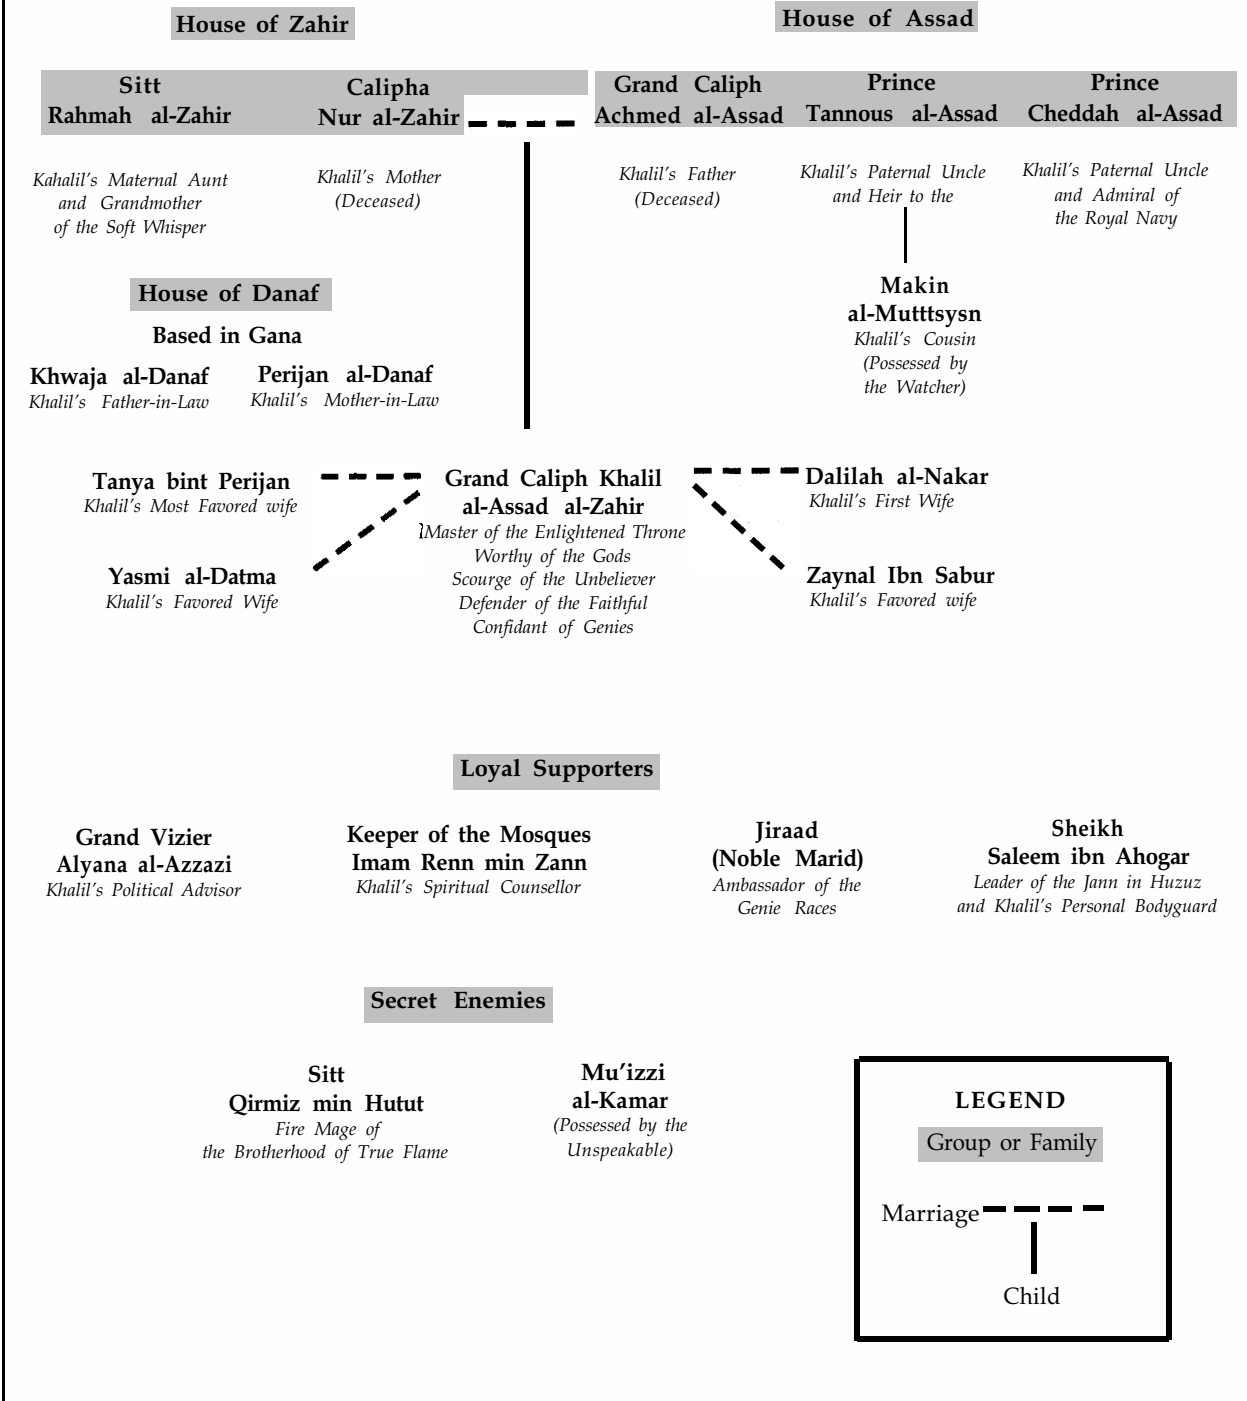 House of Zahir
House of Assad
Sitt
Rahmah al-Zahir
Calipha
Nur al-Zahir
Grand Caliph
Achmed al-Assad
Prince
Tannous al-Assad
Prince
Cheddah al-Assad
Kahalil's Maternal Aunt
and Grandmother
of the Soft Whisper
Khalil's Mother
(Deceased)
Khalil's Father
(Deceased)
Khalil's Paternal Uncle
and Heir to the
Khalil's Paternal Uncle
and Admiral of
the Royal Navy
House of Danaf
Based in Gana
Khwaja al-Danaf
Khalil's Father-in-Law
Perijan al-Danaf
Khalil's Mother-in-Law
Makin
al-Mutttsysn
Khalil's Cousin
(Possessed by
the Watcher)
Tanya bint Perijan
Khalil's Most Favored wife
Yasmi al-Datma
Khalil's Favored Wife
Grand Caliph Khalil
al-Assad al-Zahir
Master of the Enlightened Throne
Worthy of the Gods
Scourge of the Unbeliever
Defender of the Faithful
Confidant of Genies
Dalilah al-Nakar
Khalil's First Wife
Zaynal Ibn Sabur
Khalil's Favored wife
Loyal Supporters
Grand Vizier
Alyana al-Azzazi
Khalil's Political Advisor
Keeper of the Mosques
Imam Renn min Zann
Khalil's Spiritual Counsellor
Jiraad
(Noble Marid)
Ambassador of the
Genie Races
Sheikh
Saleem ibn Ahogar
Leader of the Jann in Huzuz
and Khalil's Personal Bodyguard
Secret Enemies
Sitt
Qirmiz min Hutut
Fire Mage of
the Brotherhood of True Flame
Mu'izzi
al-Kamar
(Possessed by the
Unspeakable)
LEGEND
Group or Family
Marriage
Child